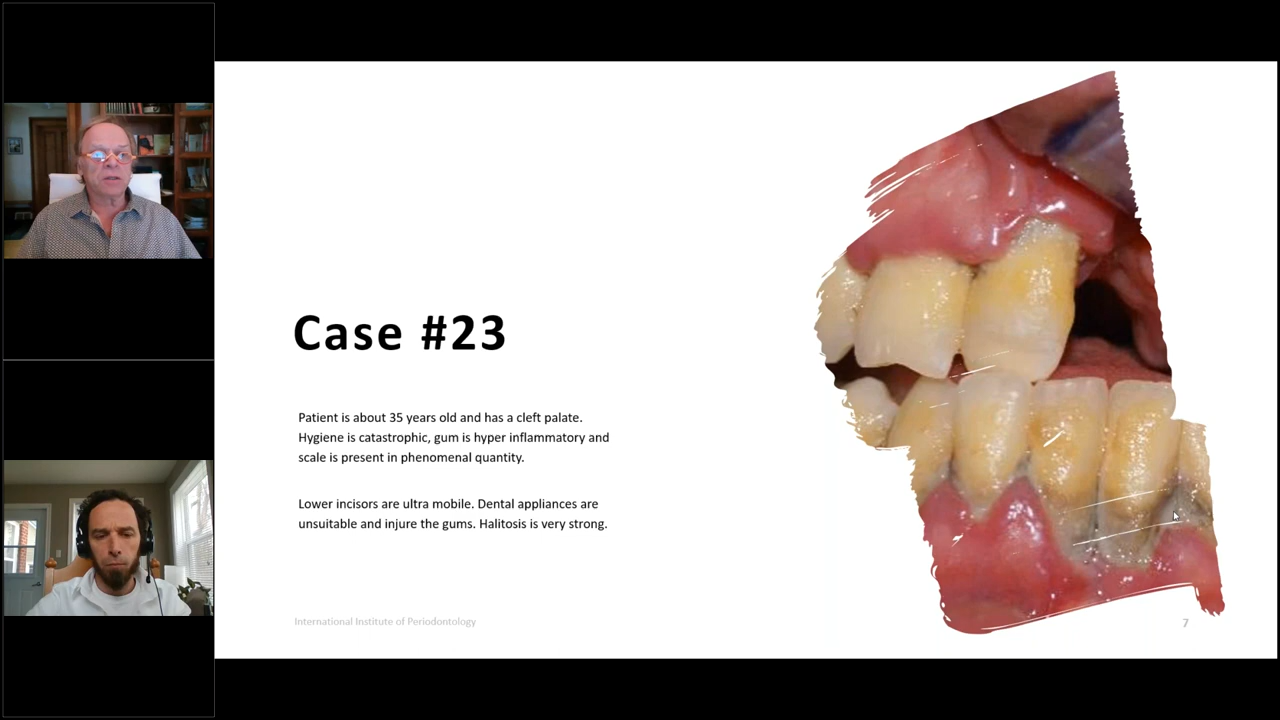 Case #23
Patient is about 35 years old and has a cleft palate.
Hygiene is catastrophic, gum is hyper inflammatory and
scale is present in phenomenal quantity.
Lower incisors are ultra mobile. Dental appliances are
unsuitable and injure the gums. Halitosis is very strong.
International Institute of Periodontology
7